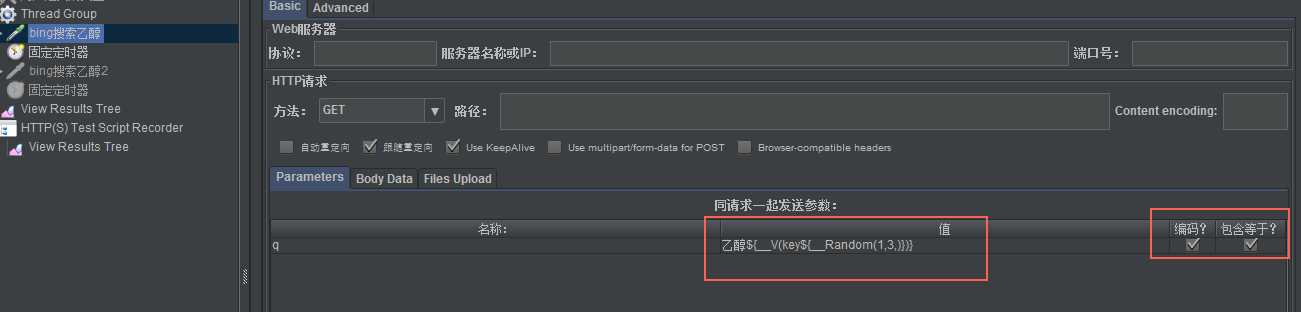 Thread Group
bing搜索乙醇
固定定时器
bing搜索乙醇2
固定定时器
View Results Tree
HTTP(S) Test Script Recorder
View Results Tree
Basic Advanced
Web服务器
协议： 服务器名称或IP： 端口号：
HTTP请求
方法： GET 路径： Content encoding:
自动重定向 跟随重定向 Use KeepAlive Use multipart/form-data for POST Browser-compatible headers
Parameters Body Data Files Upload
同请求一起发送参数：
名称： 值 编码？ 包含等于？
q 乙醇${__V(key${__Random(1,3,)})}